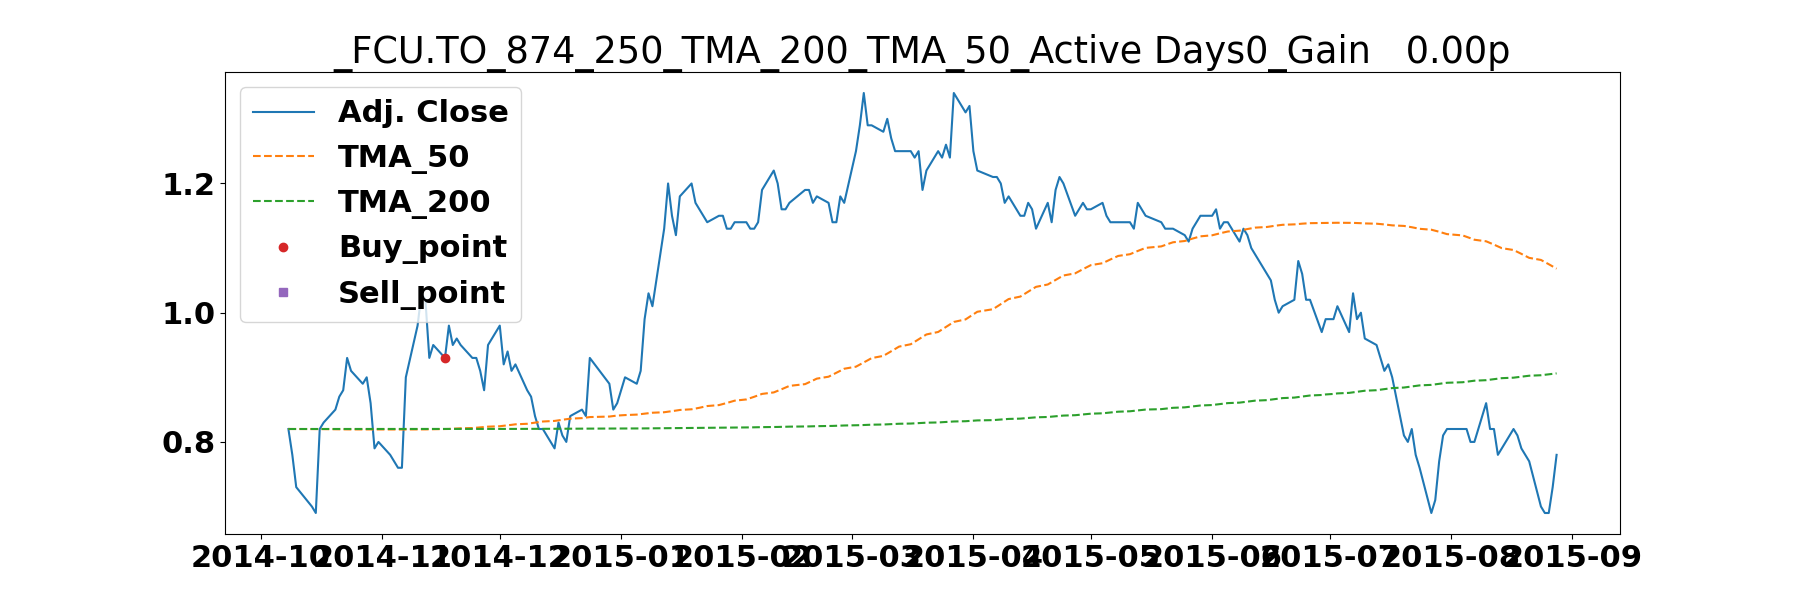 _FCU.TO_874_250_TMA_200_TMA_50_Active Days0_Gain   0.00p
Adj. Close
TMA_50
TMA_200
Buy_point
Sell_point
1.2
1.0
0.8
2014-10 2014-11 2014-12 2015-01 2015-02 2015-03 2015-04 2015-05 2015-06 2015-07 2015-08 2015-09